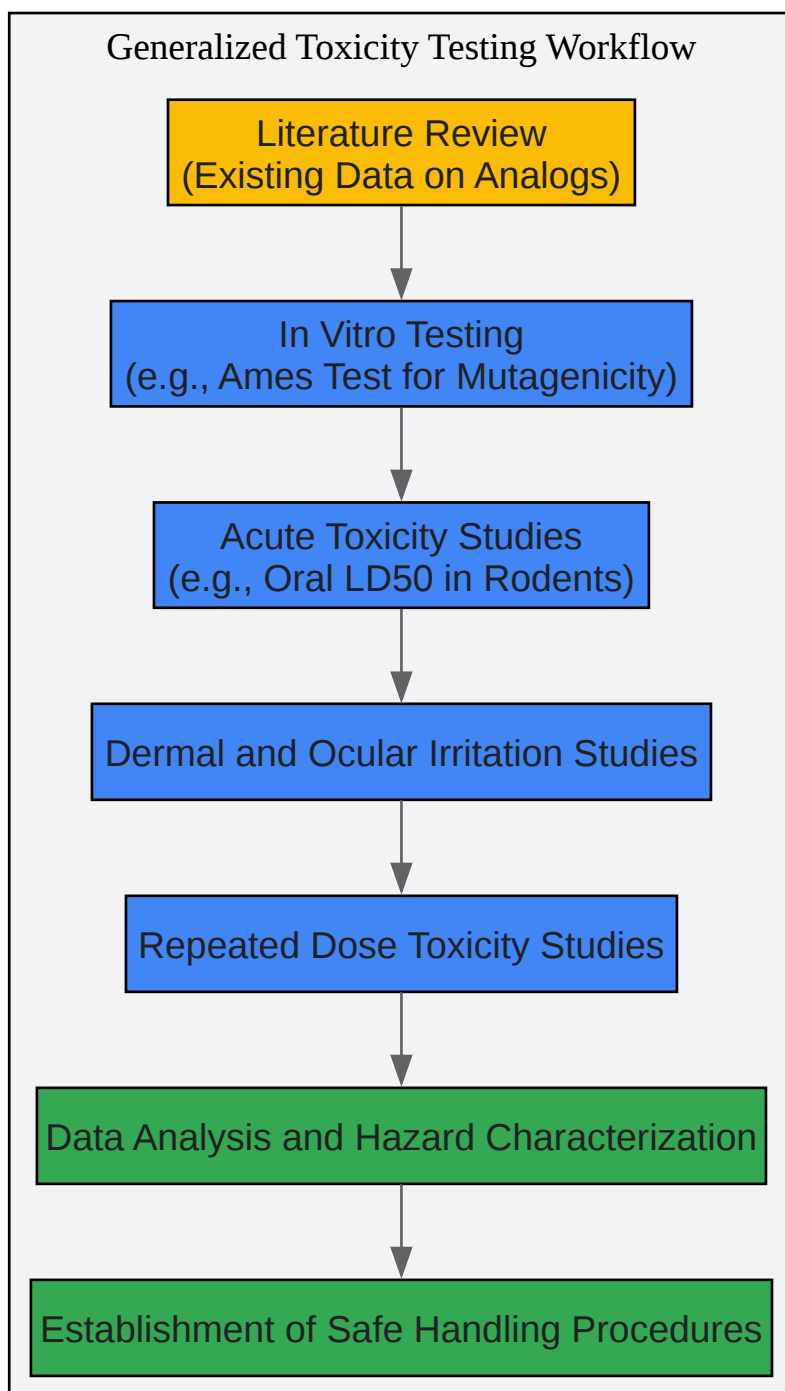 Generalized Toxicity Testing Workflow
Literature Review
(Existing Data on Analogs)
In Vitro Testing
(e.g., Ames Test for Mutagenicity)
Acute Toxicity Studies
(e.g., Oral LD50 in Rodents)
Dermal and Ocular Irritation Studies
Repeated Dose Toxicity Studies
Data Analysis and Hazard Characterization
Establishment of Safe Handling Procedures